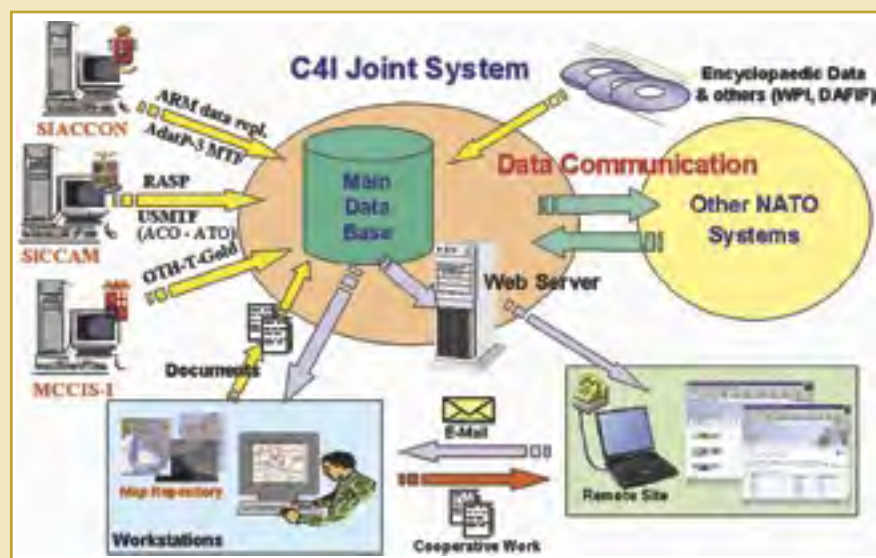 C4I Joint System
Encyclopaedic Data
& others (WPI, DAFIF)
SIACCON
ARM data repl.
AdatP-3 MTF
Data Communication
Main
Data
Base
Other NATO
Systems
RASP
USMTF
(ACO - ATO)
SICCAM
OTH-T-Gold
Web Server
MCCIS-I
Documents
E-Mail
Map Repository
Remote Site
Workstations
Cooperative Work